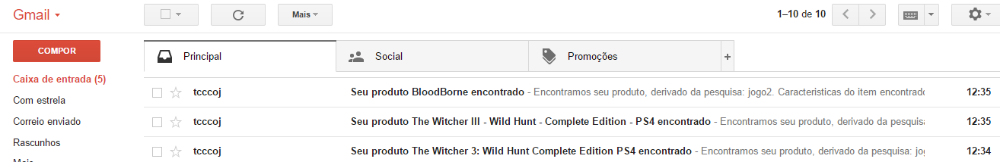 Gmail
Mais
1–10 de 10
COMPOR
Principal
Social
Promoções
+
Caixa de entrada (5)
tcccoj Seu produto BloodBorne encontrado - Encontramos seu produto, derivado da pesquisa: jogo2. Caracteristicas do item encontrado 12:35
Com estrela
Correio enviado
tcccoj Seu produto The Witcher III - Wild Hunt - Complete Edition - PS4 encontrado - Encontramos seu produto, derivado da pesquisa 12:35
Rascunhos
tcccoj Seu produto The Witcher 3: Wild Hunt Complete Edition PS4 encontrado - Encontramos seu produto, derivado da pesquisa: jog 12:34
Mais